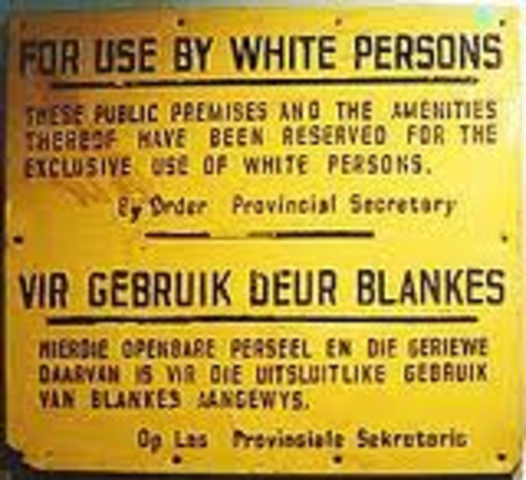 FOR USE BY WHITE PERSONS
THESE PUBLIC PREMISES AND THE AMENITIES
THEREOF HAVE BEEN RESERVED FOR THE
EXCLUSIVE USE OF WHITE PERSONS.
By Order Provincial Secretary
VIR GEBRUIK DEUR BLANKES
HIERDIE OPENBARE PERSEEL EN DIE GERIEWE
DAARVAN IS VIR DIE UITSLUITLIKE GEBRUIK
VAN BLANKES AANGEWYS.
Op Las Provinsiale Sekretaris